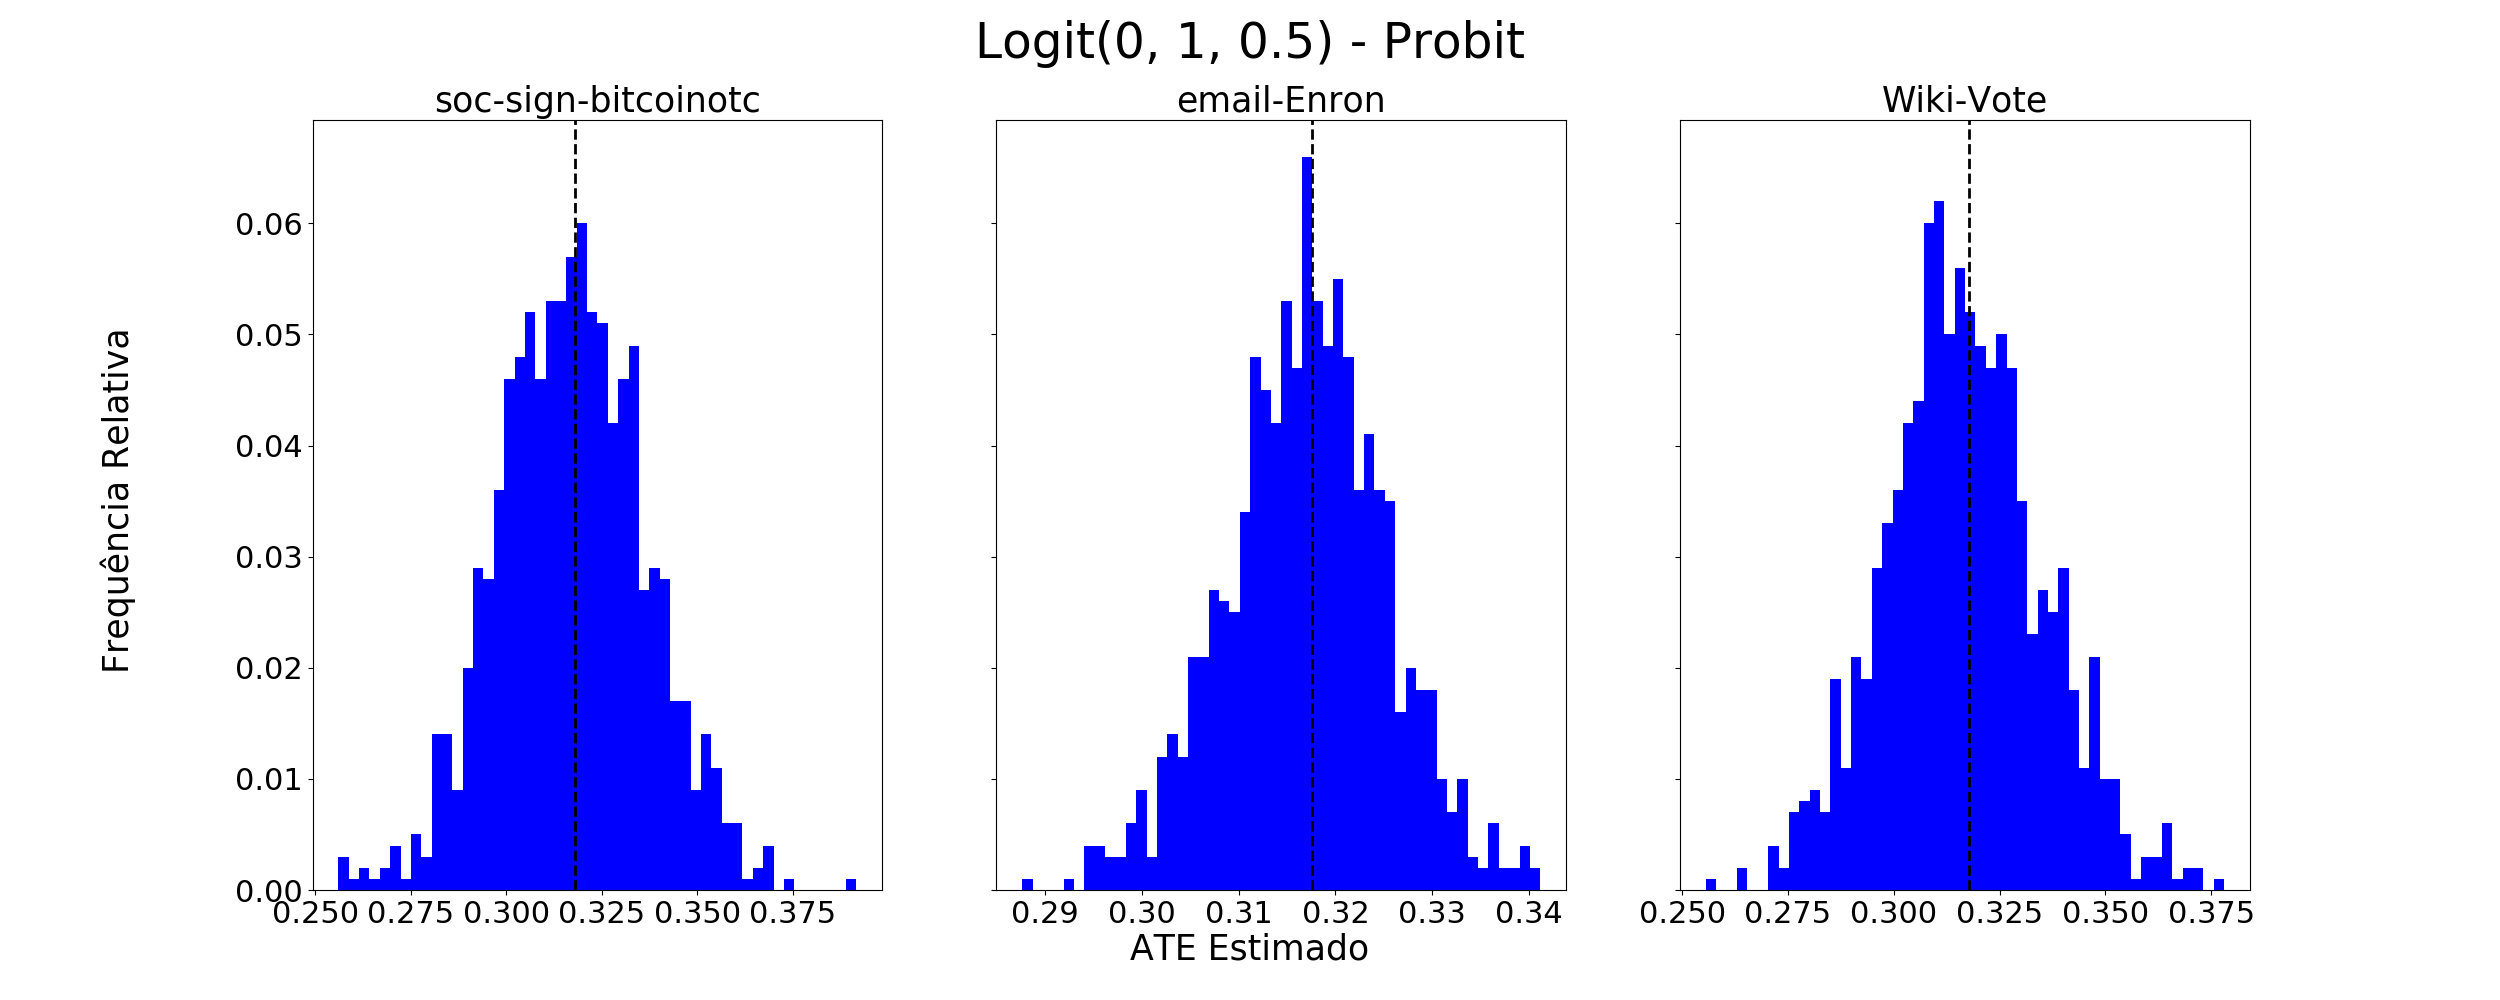 Logit(0, 1, 0.5) - Probit
soc-sign-bitcoinotc
email-Enron
Wiki-Vote
Frequência Relativa
0.06
0.05
0.04
0.03
0.02
0.01
0.00
0.250 0.275 0.300 0.325 0.350 0.375
0.29 0.30 0.31 0.32 0.33 0.34
0.250 0.275 0.300 0.325 0.350 0.375
ATE Estimado